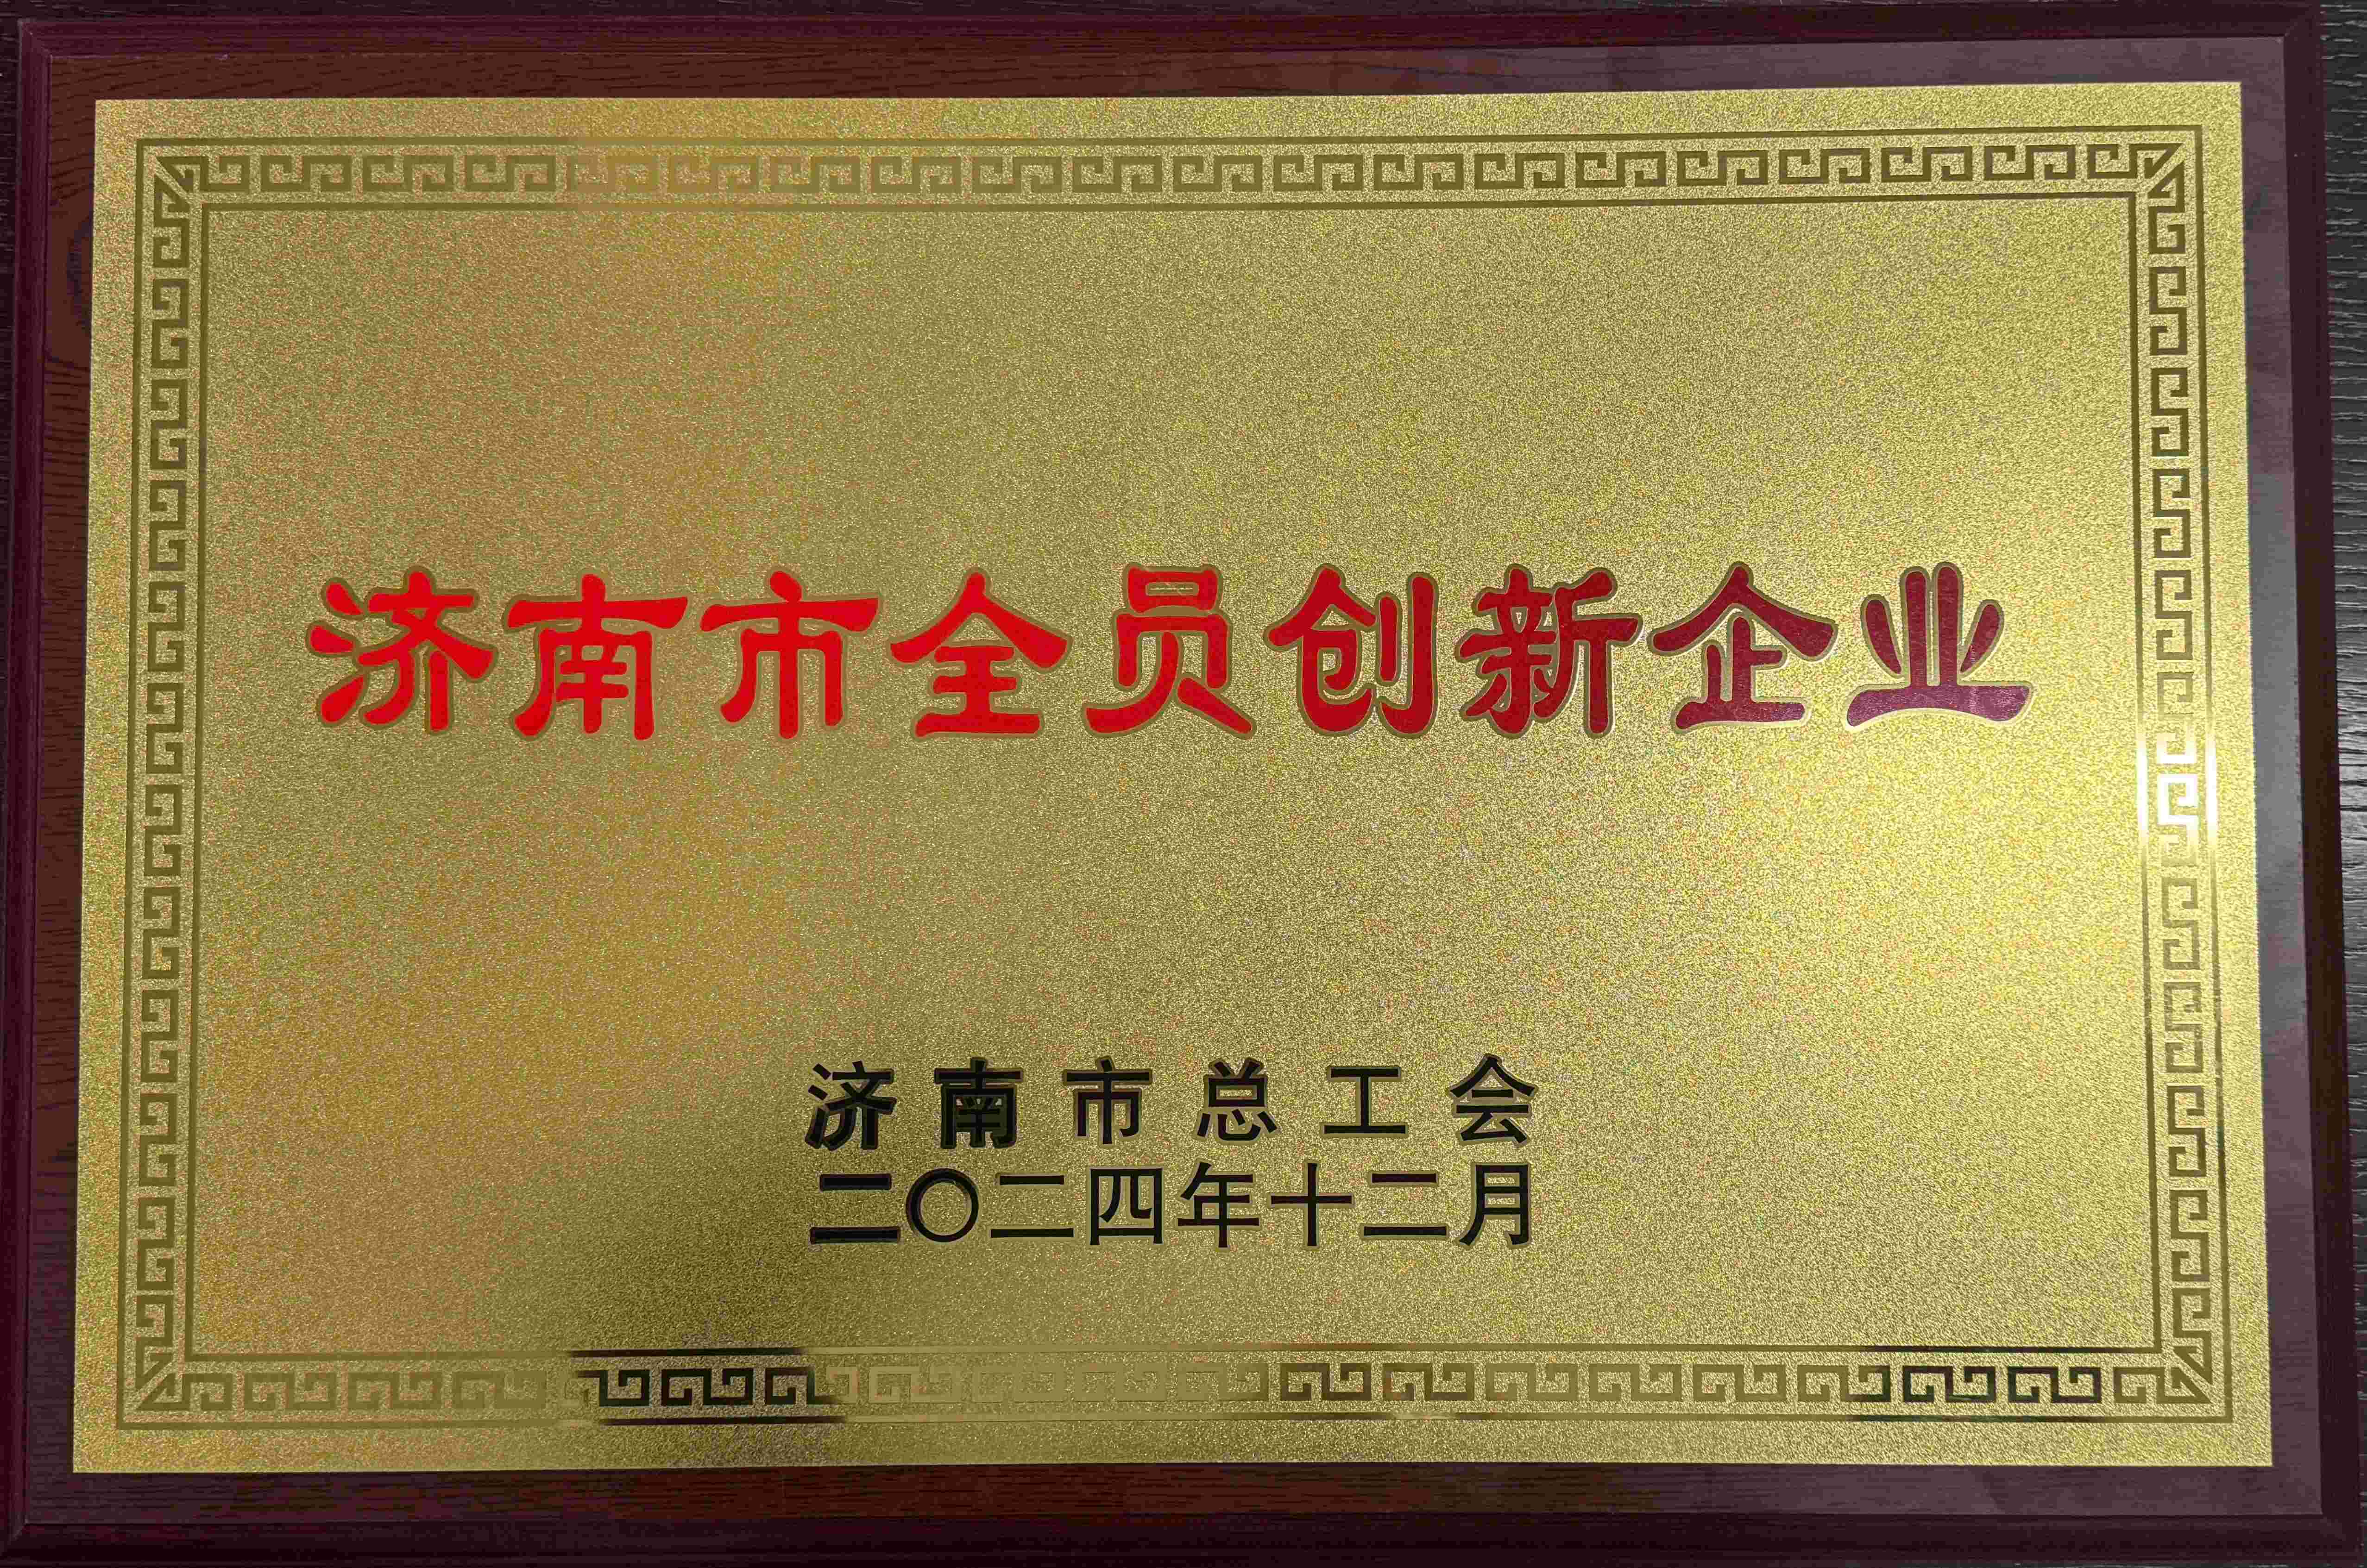 济南市全员创新企业
济南市总工会
二〇二四年十二月